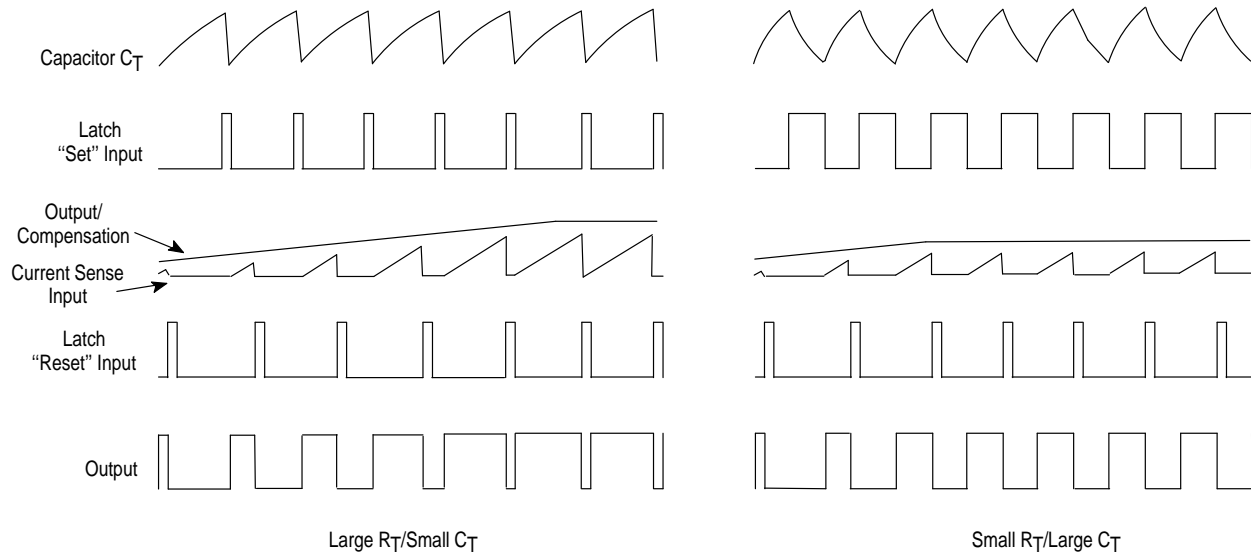 Capacitor CT
Latch
“Set” Input
Output/
Compensation
Current Sense
Input
Latch
“Reset” Input
Output
Large RT/Small CT
Small RT/Large CT